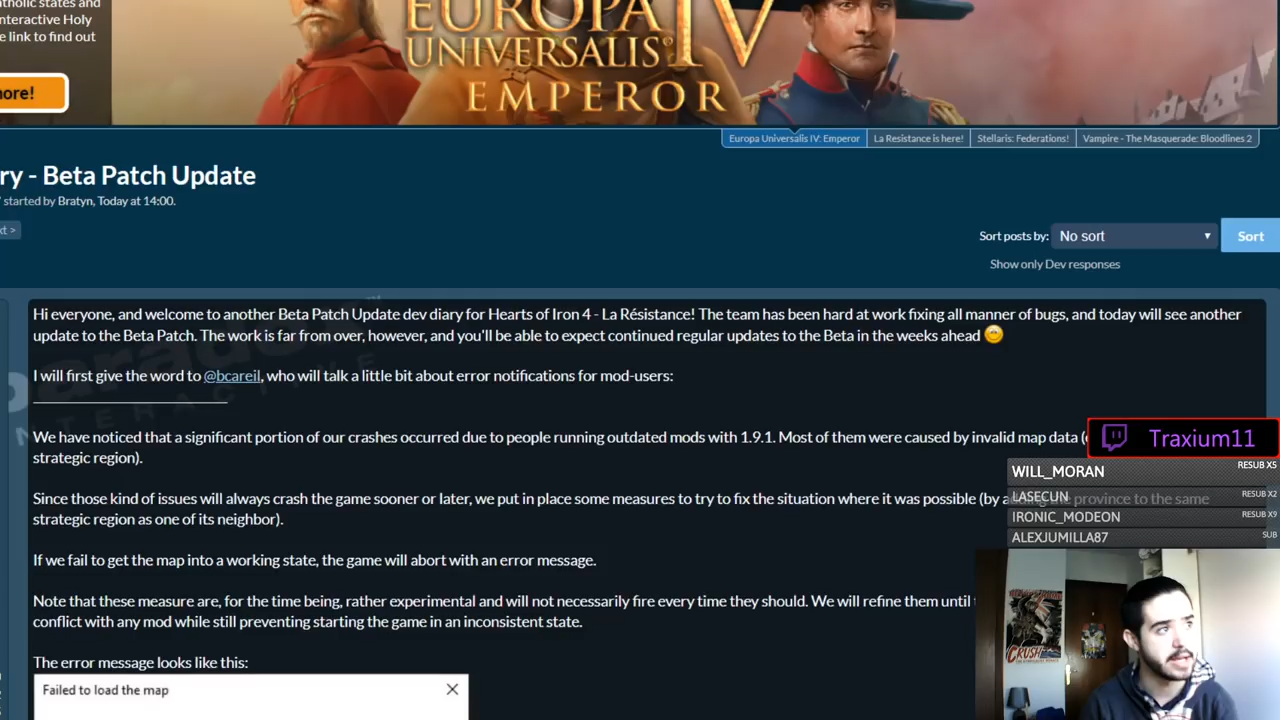 atholic states and
nteractive Holy
e link to find out
ore!
EUROPA
UNIVERSALIS IV
EMPEROR
Europa Universalis IV: Emperor
La Resistance is here!
Stellaris: Federations!
Vampire - The Masquerade: Bloodlines 2
ry - Beta Patch Update
started by Bratyn, Today at 14:00.
xt >
Sort posts by:
No sort
Sort
Show only Dev responses
Hi everyone, and welcome to another Beta Patch Update dev diary for Hearts of Iron 4 - La Résistance! The team has been hard at work fixing all manner of bugs, and today will see another
update to the Beta Patch. The work is far from over, however, and you'll be able to expect continued regular updates to the Beta in the weeks ahead
I will first give the word to @bcareil, who will talk a little bit about error notifications for mod-users:
We have noticed that a significant portion of our crashes occurred due to people running outdated mods with 1.9.1. Most of them were caused by invalid map data (
strategic region).
Since those kind of issues will always crash the game sooner or later, we put in place some measures to try to fix the situation where it was possible (by adding the province to the same
strategic region as one of its neighbor).
If we fail to get the map into a working state, the game will abort with an error message.
Note that these measure are, for the time being, rather experimental and will not necessarily fire every time they should. We will refine them until
conflict with any mod while still preventing starting the game in an inconsistent state.
The error message looks like this:
Failed to load the map
Traxium11
WILL_MORAN RESUB X5
LASECUN RESUB X2
IRONIC_MODEON RESUB X9
ALEXJUMILLA87 SUB
CRUSH